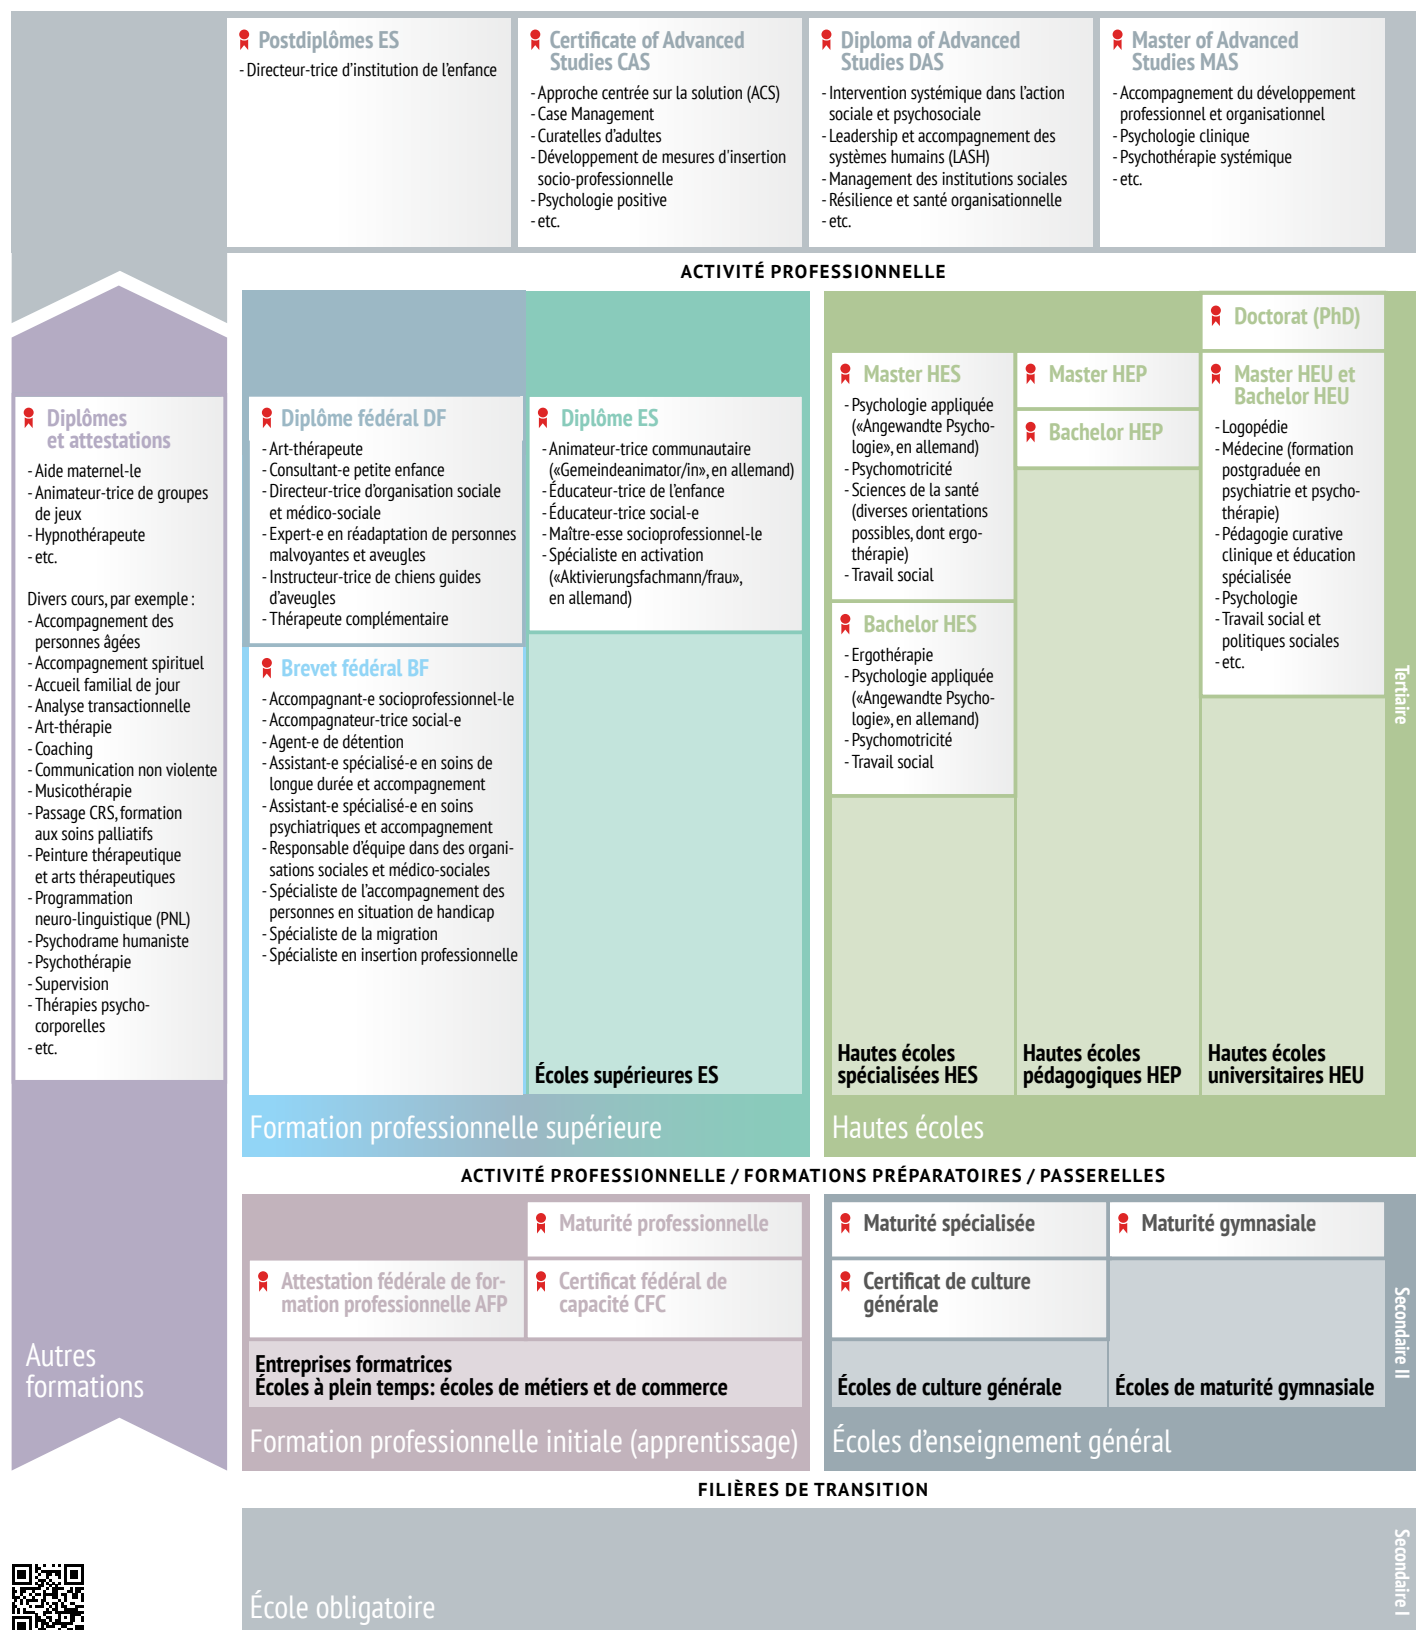 Postdiplômes ES
- Directeur-trice d'institution de l'enfance
Certificate of Advanced
Studies CAS
- Approche centrée sur la solution (ACS)
- Case Management
- Curatelles d'adultes
- Développement de mesures d'insertion
socio-professionnelle
- Psychologie positive
- etc.
Diploma of Advanced
Studies DAS
- Intervention systémique dans l'action
sociale et psychosociale
- Leadership et accompagnement des
systèmes humains (LASH)
- Management des institutions sociales
- Résilience et santé organisationnelle
- etc.
Master of Advanced
Studies MAS
- Accompagnement du développement
professionnel et organisationnel
- Psychologie clinique
- Psychothérapie systémique
- etc.
ACTIVITÉ PROFESSIONNELLE
Diplômes
et attestations
- Aide maternel-le
- Animateur-trice de groupes
de jeux
- Hypnothérapeute
- etc.
Divers cours, par exemple :
- Accompagnement des
personnes âgées
- Accompagnement spirituel
- Accueil familial de jour
- Analyse transactionnelle
- Art-thérapie
- Coaching
- Communication non violente
- Musicothérapie
- Passage CRS, formation
aux soins palliatifs
- Peinture thérapeutique
et arts thérapeutiques
- Programmation
neuro-linguistique (PNL)
- Psychodrame humaniste
- Psychothérapie
- Supervision
- Thérapies psycho-
corporelles
- etc.
Autres
formations
Diplôme fédéral DF
- Art-thérapeute
- Consultant-e petite enfance
- Directeur-trice d'organisation sociale
et médico-sociale
- Expert-e en réadaptation de personnes
malvoyantes et aveugles
- Instructeur-trice de chiens guides
d'aveugles
- Thérapeute complémentaire
Brevet fédéral BF
- Accompagnant-e socioprofessionnel-le
- Accompagnateur-trice social-e
- Agent-e de détention
- Assistant-e spécialisé-e en soins de
longue durée et accompagnement
- Assistant-e spécialisé-e en soins
psychiatriques et accompagnement
- Responsable d'équipe dans des organi-
sations sociales et médico-sociales
- Spécialiste de l'accompagnement des
personnes en situation de handicap
- Spécialiste de la migration
- Spécialiste en insertion professionnelle
Diplôme ES
- Animateur-trice communautaire
(«Gemeindeanimator/in», en allemand)
- Éducateur-trice de l'enfance
- Éducateur-trice social-e
- Maître-esse socioprofessionnel-le
- Spécialiste en activation
(«Aktivierungsfachmann/frau»,
en allemand)
Écoles supérieures ES
Formation professionnelle supérieure
Master HES
- Psychologie appliquée
(«Angewandte Psycho-
logie», en allemand)
- Psychomotricité
- Sciences de la santé
(diverses orientations
possibles, dont ergo-
thérapie)
- Travail social
Bachelor HES
- Ergothérapie
- Psychologie appliquée
(«Angewandte Psycho-
logie», en allemand)
- Psychomotricité
- Travail social
Hautes écoles
spécialisées HES
Master HEP
Bachelor HEP
Hautes écoles
pédagogiques HEP
Doctorat (PhD)
Master HEU et
Bachelor HEU
- Logopédie
- Médecine (formation
postgraduée en
psychiatrie et psycho-
thérapie)
- Pédagogie curative
clinique et éducation
spécialisée
- Psychologie
- Travail social et
politiques sociales
- etc.
Hautes écoles
universitaires HEU
Hautes écoles
Tertiaire
ACTIVITÉ PROFESSIONNELLE / FORMATIONS PRÉPARATOIRES / PASSERELLES
Maturité professionnelle
Attestation fédérale de for-
mation professionnelle AFP
Certificat fédéral de
capacité CFC
Entreprises formatrices
Écoles à plein temps: écoles de métiers et de commerce
Formation professionnelle initiale (apprentissage)
Maturité spécialisée
Certificat de culture
générale
Écoles de culture générale
Maturité gymnasiale
Écoles de maturité gymnasiale
Écoles d'enseignement général
Secondaire II
FILIÈRES DE TRANSITION
École obligatoire
Secondaire I